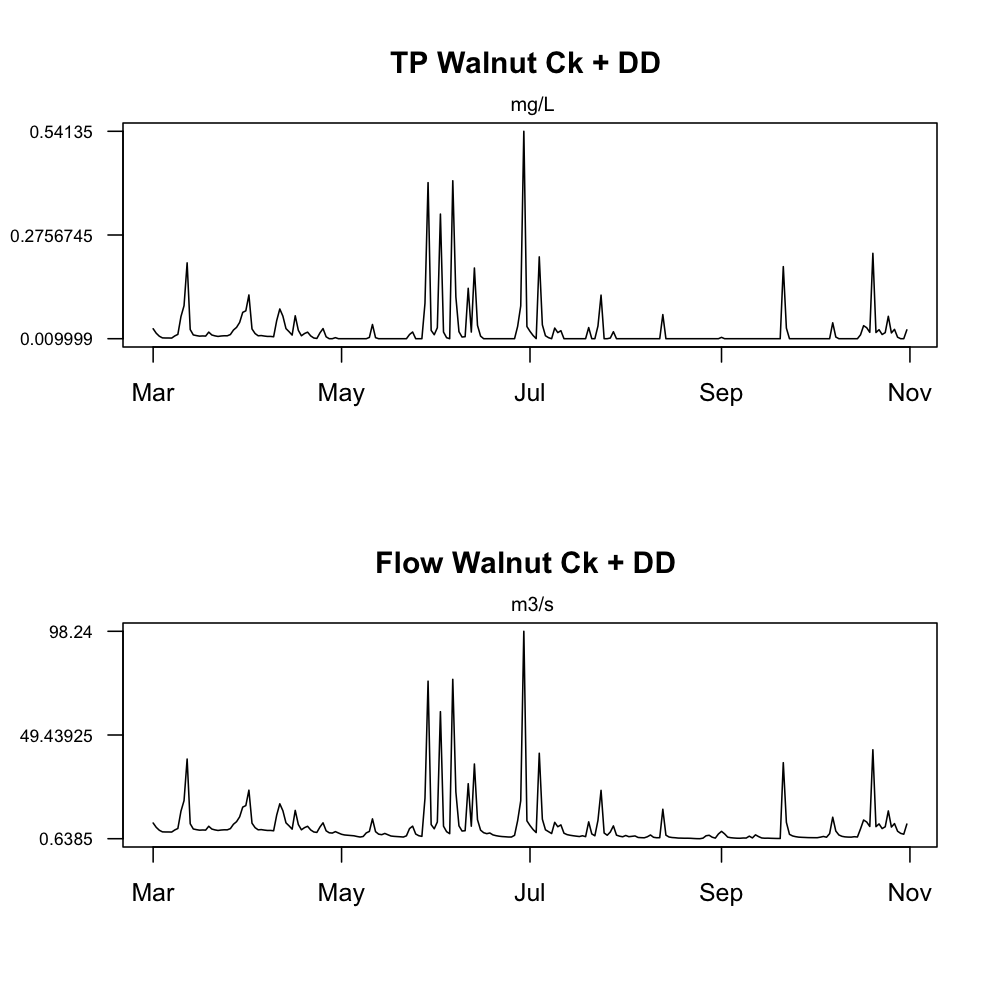 TP Walnut Ck + DD
mg/L
0.54135
0.2756745
0.009999
Mar May Jul Sep Nov
Flow Walnut Ck + DD
m3/s
98.24
49.43925
0.6385
Mar May Jul Sep Nov